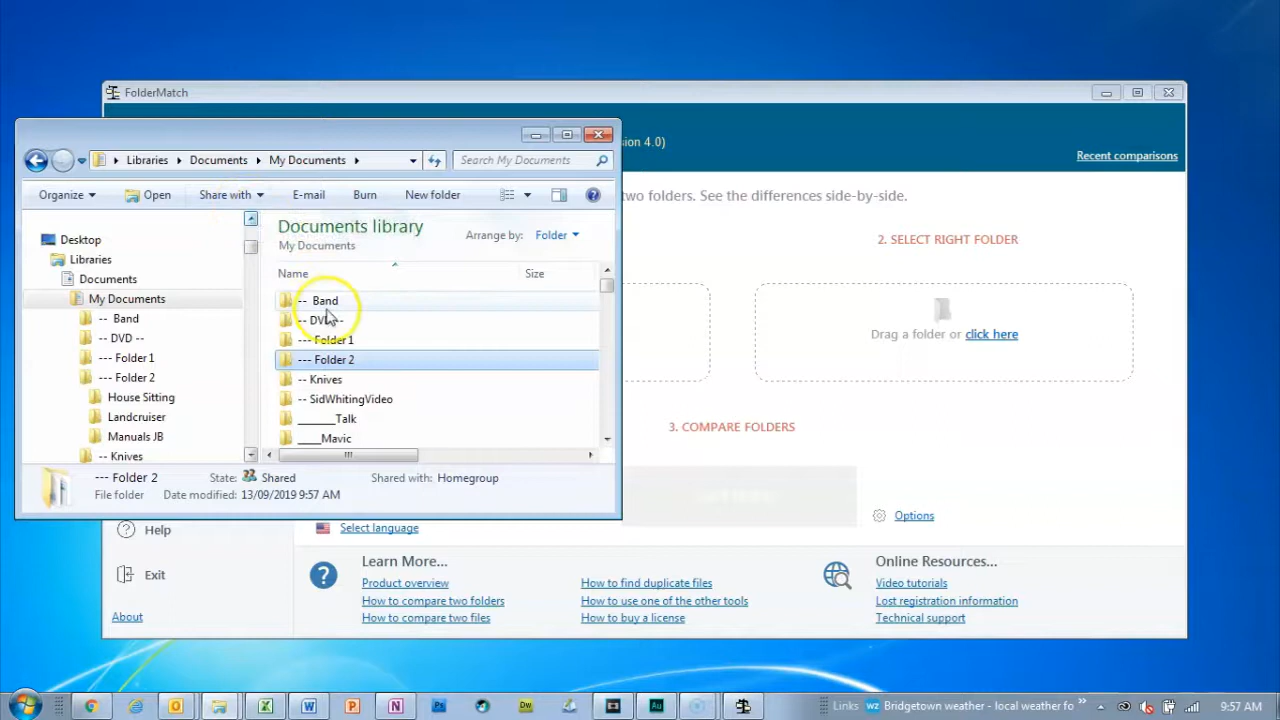 FolderMatch
sion 4.0)
Recent comparisons
two folders. See the differences side-by-side.
2. SELECT RIGHT FOLDER
Drag a folder or click here
3. COMPARE FOLDERS
Options
Select language
Help
Exit
About
Learn More...
Product overview
How to compare two folders
How to compare two files
How to find duplicate files
How to use one of the other tools
How to buy a license
Online Resources...
Video tutorials
Lost registration information
Technical support
Libraries Documents My Documents
Search My Documents
Organize Open Share with E-mail Burn New folder
Desktop
Libraries
Documents
My Documents
-- Band
-- DVD --
--- Folder 1
--- Folder 2
House Sitting
Landcruiser
Manuals JB
-- Knives
Documents library
My Documents
Arrange by: Folder
Name Size
-- Band
-- DVD --
--- Folder 1
--- Folder 2
-- Knives
-- SidWhitingVideo
_______Talk
____Mavic
--- Folder 2 State: Shared Shared with: Homegroup
File folder Date modified: 13/09/2019 9:57 AM
Links Bridgetown weather - local weather fo 9:57 AM